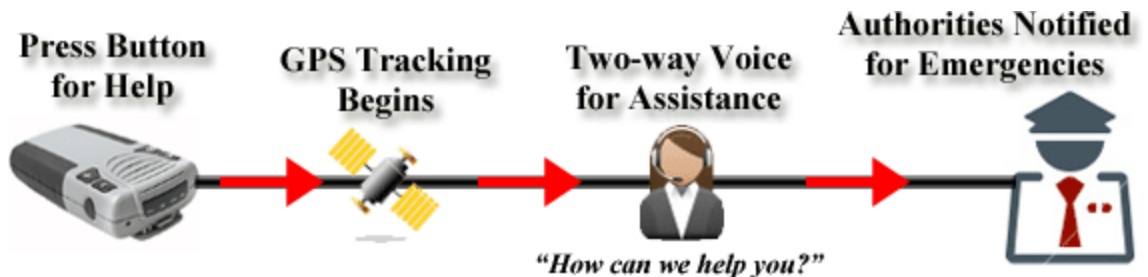 Press Button
for Help
GPS Tracking
Begins
Two-way Voice
for Assistance
"How can we help you?"
Authorities Notified
for Emergencies